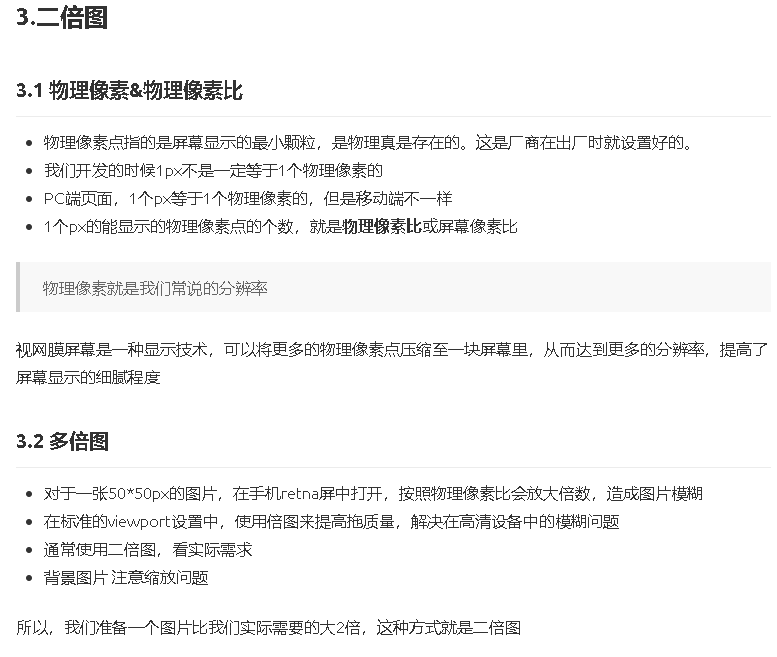 3.二倍图
3.1 物理像素&物理像素比
物理像素点指的是屏幕显示的最小颗粒，是物理真是存在的。这是厂商在出厂时就设置好的。
我们开发的时候1px不是一定等于1个物理像素的
PC端页面，1个px等于1个物理像素的，但是移动端不一样
1个px的能显示的物理像素点的个数，就是物理像素比或屏幕像素比
物理像素就是我们常说的分辨率
视网膜屏幕是一种显示技术，可以将更多的物理像素点压缩至一块屏幕里，从而达到更多的分辨率，提高了
屏幕显示的细腻程度
3.2 多倍图
对于一张50*50px的图片，在手机retna屏中打开，按照物理像素比会放大倍数，造成图片模糊
在标准的viewport设置中，使用倍图来提高拖质量，解决在高清设备中的模糊问题
通常使用二倍图，看实际需求
背景图片 注意缩放问题
所以，我们准备一个图片比我们实际需要的大2倍，这种方式就是二倍图